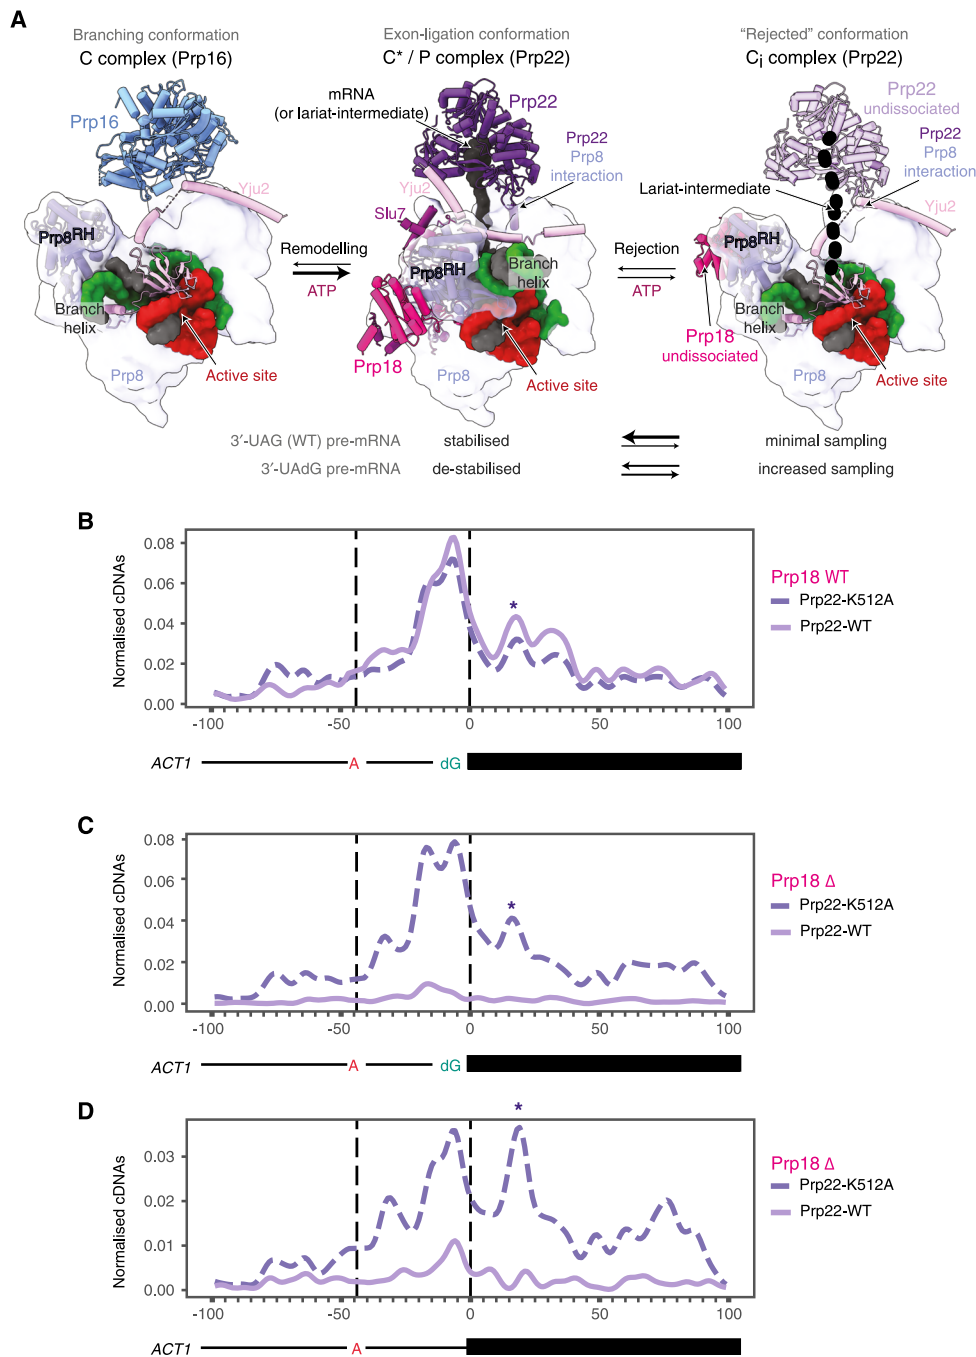 A
Branching conformation
C complex (Prp16)
Exon-ligation conformation
C* / P complex (Prp22)
"Rejected" conformation
Ci complex (Prp22)
Prp16
Yju2
Prp8RH
Branch
helix
Active site
Prp8
Remodelling
ATP
mRNA
(or lariat-intermediate)
Prp22
Prp22
Prp8
interaction
Yju2
Slu7
Prp8RH
Branch
helix
Prp18
Prp8
Active site
Rejection
ATP
Prp22
undissociated
Prp22
Prp8
interaction
Lariat-intermediate
Yju2
Prp8RH
Branch
helix
Prp18
undissociated
Prp8
Active site
3′-UAG (WT) pre-mRNA stabilised minimal sampling
3′-UAdG pre-mRNA de-stabilised increased sampling
B
Normalised cDNAs
0.08
0.06
0.04
0.02
0.00
*
-100 -50 0 50 100
Prp18 WT
Prp22-K512A
Prp22-WT
ACT1 A dG
C
Normalised cDNAs
0.08
0.06
0.04
0.02
0.00
*
-100 -50 0 50 100
Prp18 Δ
Prp22-K512A
Prp22-WT
ACT1 A dG
D
Normalised cDNAs
0.03
0.02
0.01
0.00
*
-100 -50 0 50 100
Prp18 Δ
Prp22-K512A
Prp22-WT
ACT1 A